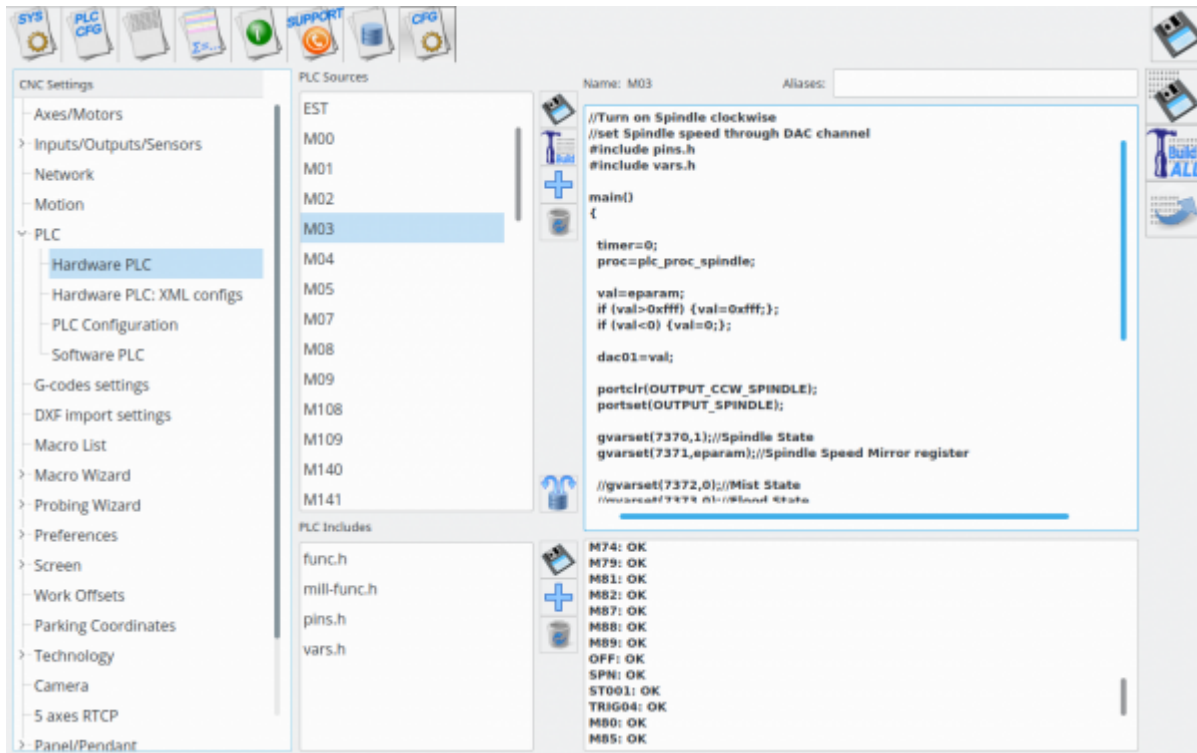 SYS
PLC
CFG
Σ=...
SUPPORT
CFG
CNC Settings
Axes/Motors
Inputs/Outputs/Sensors
Network
Motion
PLC
Hardware PLC
Hardware PLC: XML configs
PLC Configuration
Software PLC
G-codes settings
DXF import settings
Macro List
Macro Wizard
Probing Wizard
Preferences
Screen
Work Offsets
Parking Coordinates
Technology
Camera
5 axes RTCP
Panel/Pendant
PLC Sources
EST
M00
M01
M02
M03
M04
M05
M07
M08
M09
M108
M109
M140
M141
Build
PLC Includes
func.h
mill-func.h
pins.h
vars.h
Name: M03
Aliases:
//Turn on Spindle clockwise
//set Spindle speed through DAC channel
#include pins.h
#include vars.h
main()
{
timer=0;
proc=plc_proc_spindle;
val=eparam;
if (val>0xfff) {val=0xfff;};
if (val<0) {val=0;};
dac01=val;
portclr(OUTPUT_CCW_SPINDLE);
portset(OUTPUT_SPINDLE);
gvarset(7370,1);//Spindle State
gvarset(7371,eparam);//Spindle Speed Mirror register
//gvarset(7372,0);//Mist State
//gvarset(7373,0);//Flood State
M74: OK
M79: OK
M81: OK
M82: OK
M87: OK
M88: OK
M89: OK
OFF: OK
SPN: OK
ST001: OK
TRIG04: OK
M80: OK
M85: OK
Build
ALL